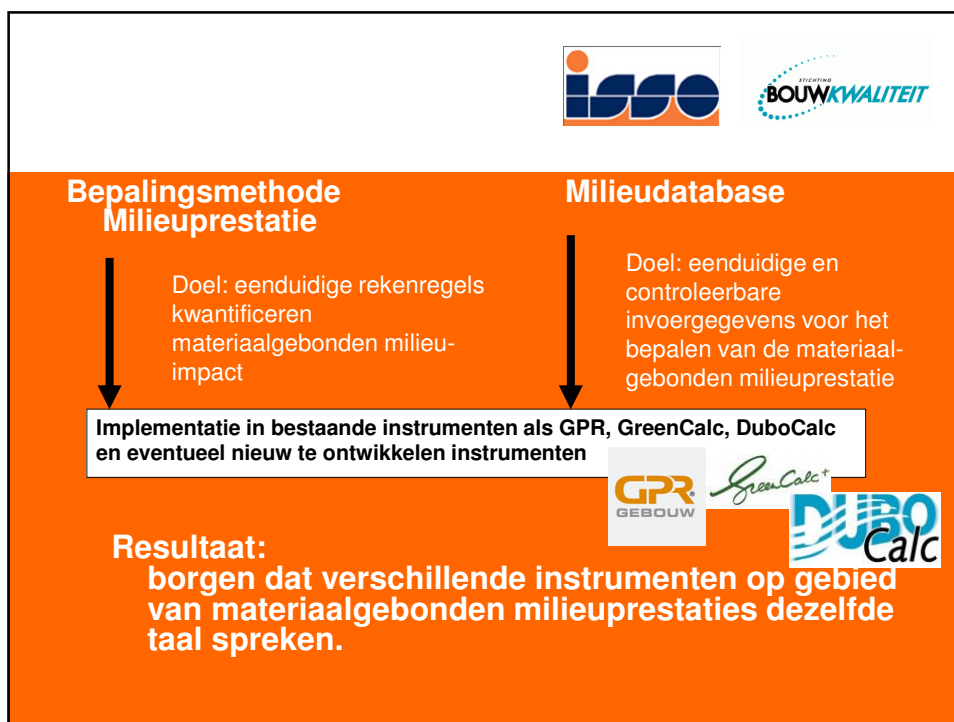 isso
STICHTING
BOUWKWALITEIT
Bepalingsmethode
Milieuprestatie
Doel: eenduidige rekenregels
kwantificeren
materiaalgebonden milieu-
impact
Milieudatabase
Doel: eenduidige en
controleerbare
invoergegevens voor het
bepalen van de materiaal-
gebonden milieuprestatie
Implementatie in bestaande instrumenten als GPR, GreenCalc, DuboCalc
en eventueel nieuw te ontwikkelen instrumenten
GPR®
GEBOUW
GreenCalc+
DUBO
Calc
Resultaat:
borgen dat verschillende instrumenten op gebied
van materiaalgebonden milieuprestaties dezelfde
taal spreken.